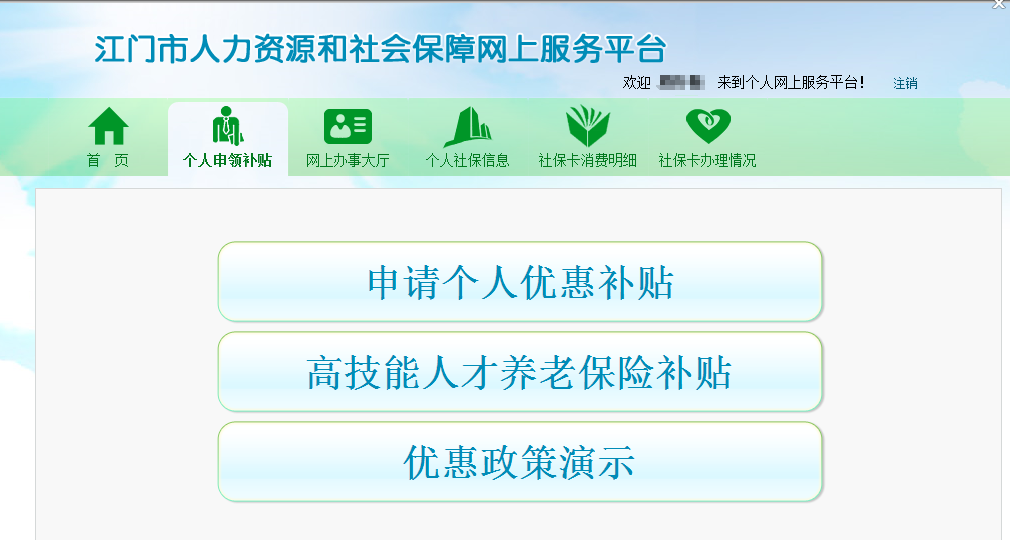 江门市人力资源和社会保障网上服务平台
欢迎 来到个人网上服务平台! 注销
首 页 个人申领补贴 网上办事大厅 个人社保信息 社保卡消费明细 社保卡办理情况
申请个人优惠补贴
高技能人才养老保险补贴
优惠政策演示